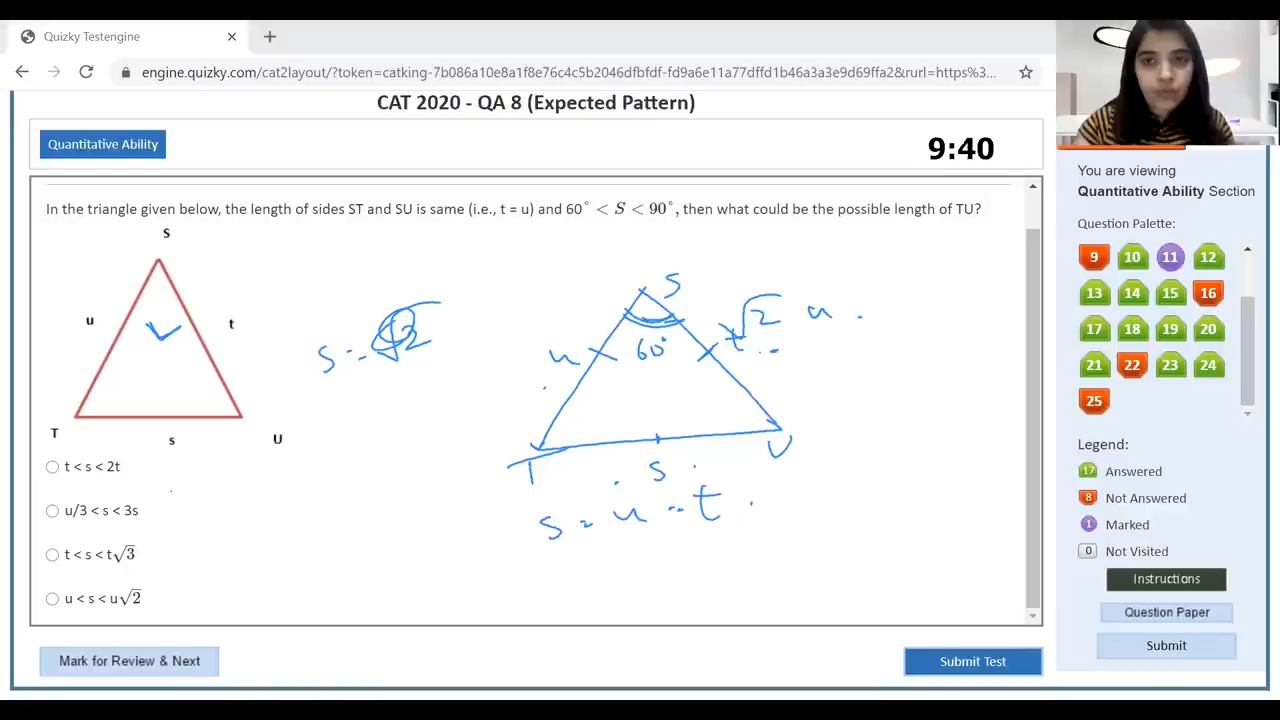 Quizky Testengine
engine.quizky.com/cat2layout/?token=catking-7b086a10e8a1f8e76c4c5b2046dfbfdf-fd9a6e11a77dffd1b46a3a3e9d69ffa2&rurl=https%3...
CAT 2020 - QA 8 (Expected Pattern)
Quantitative Ability
9:40
In the triangle given below, the length of sides ST and SU is same (i.e., t = u) and 60° < S < 90°, then what could be the possible length of TU?
S
u
t
T
s
U
t < s < 2t
u/3 < s < 3s
t < s < t√3
u < s < u√2
S
s = √2
u
60°
t
√2 u
T
s
U
s = u = t
Mark for Review & Next
Submit Test
You are viewing
Quantitative Ability Section
Question Palette:
9 10 11 12
13 14 15 16
17 18 19 20
21 22 23 24
25
Legend:
17 Answered
8 Not Answered
1 Marked
0 Not Visited
Instructions
Question Paper
Submit